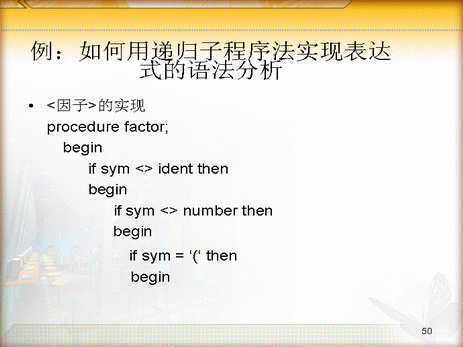 例：如何用递归子程序法实现表达
式的语法分析
• <因子>的实现
procedure factor;
begin
if sym <> ident then
begin
if sym <> number then
begin
if sym = ‘(‘ then
begin
50